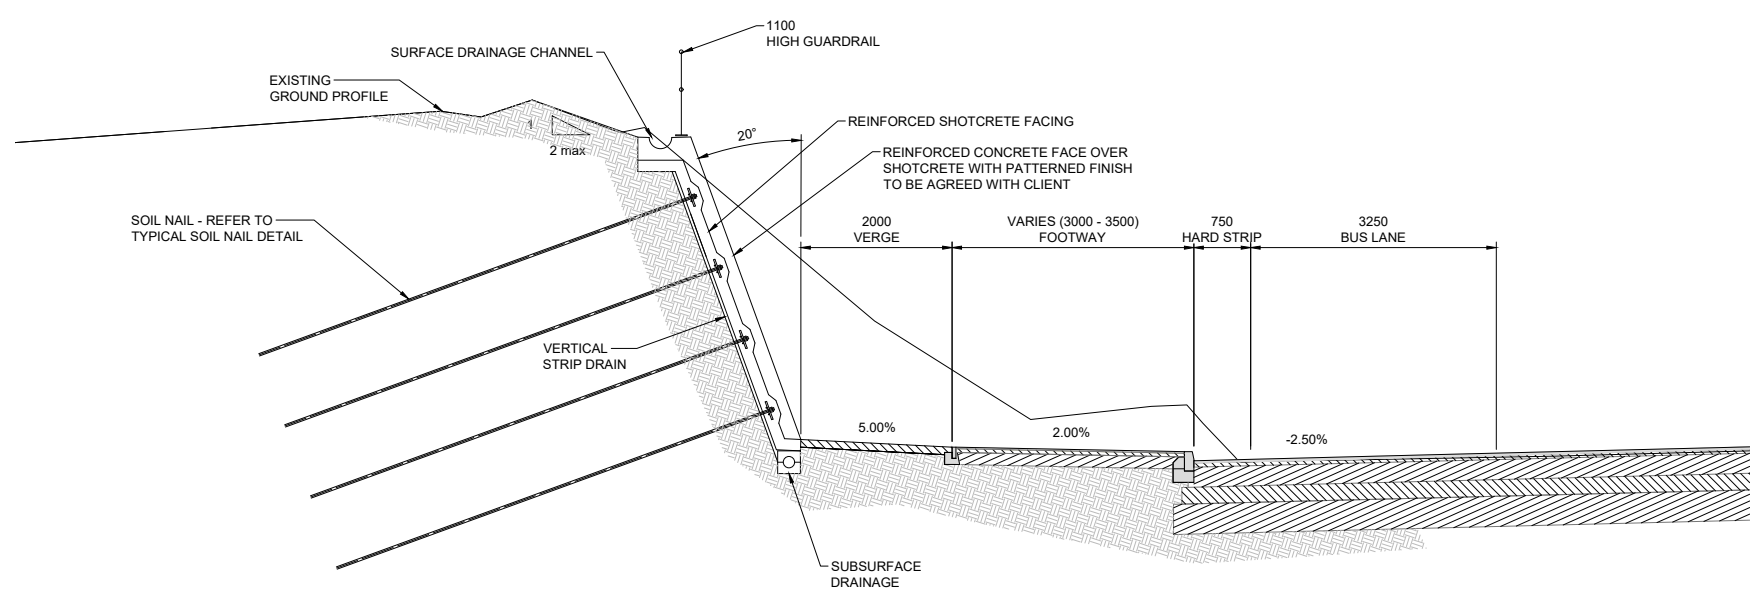 1100
HIGH GUARDRAIL
SURFACE DRAINAGE CHANNEL
EXISTING
GROUND PROFILE
1
2 max
20°
REINFORCED SHOTCRETE FACING
REINFORCED CONCRETE FACE OVER
SHOTCRETE WITH PATTERNED FINISH
TO BE AGREED WITH CLIENT
SOIL NAIL - REFER TO
TYPICAL SOIL NAIL DETAIL
2000
VERGE
VARIES (3000 - 3500)
FOOTWAY
750
HARD STRIP
3250
BUS LANE
VERTICAL
STRIP DRAIN
5.00%
2.00%
-2.50%
SUBSURFACE
DRAINAGE